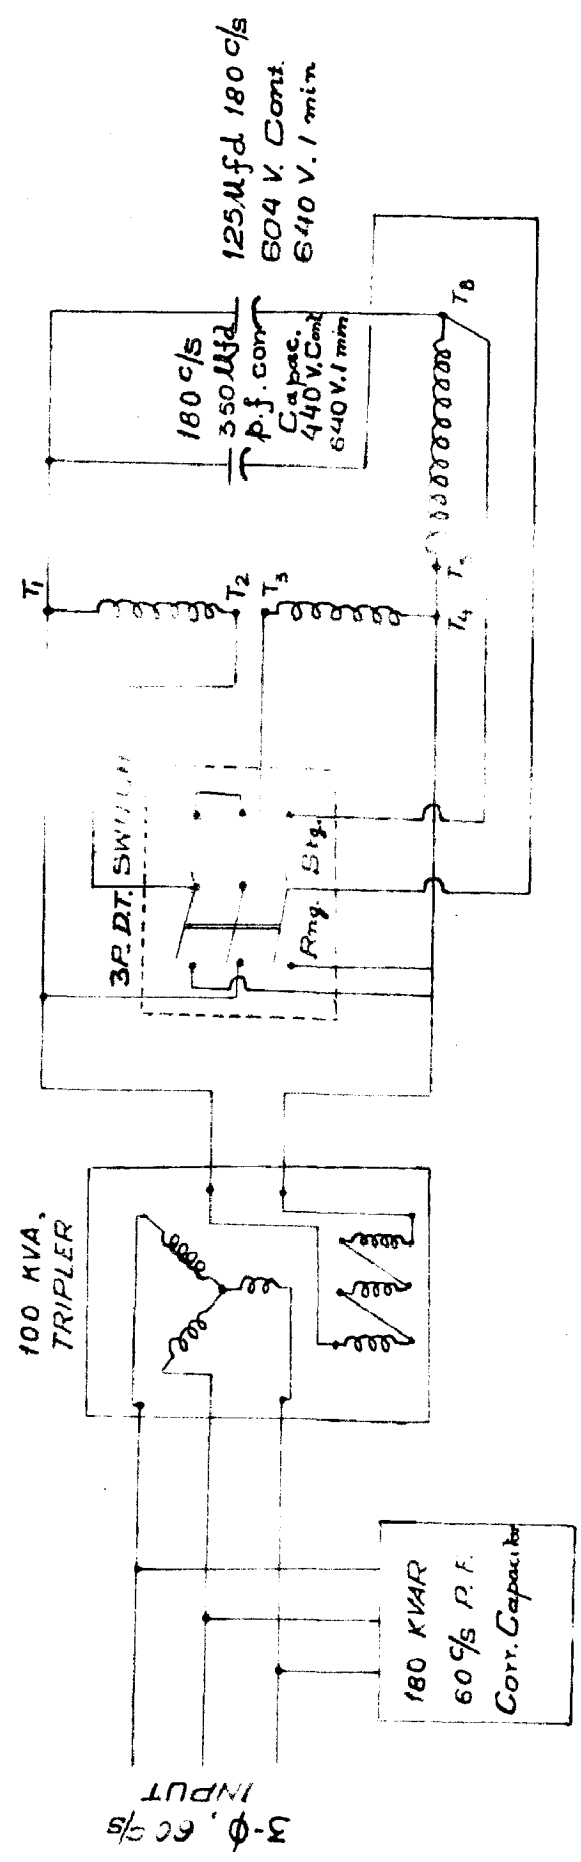 3-φ, 60 c/s
INPUT
180 KVAR
60 c/s P.F.
Corr. Capacitor
100 KVA,
TRIPLER
3P. D.T. SWITCH
Rng.
Stg.
T1
T2
T3
T4
T8
180 c/s
350 Mfd
p.f. corr
Capac.
440 V. Cont
640 V. 1 min
125 Mfd 180 c/s
604 V. Cont.
640 V. 1 min